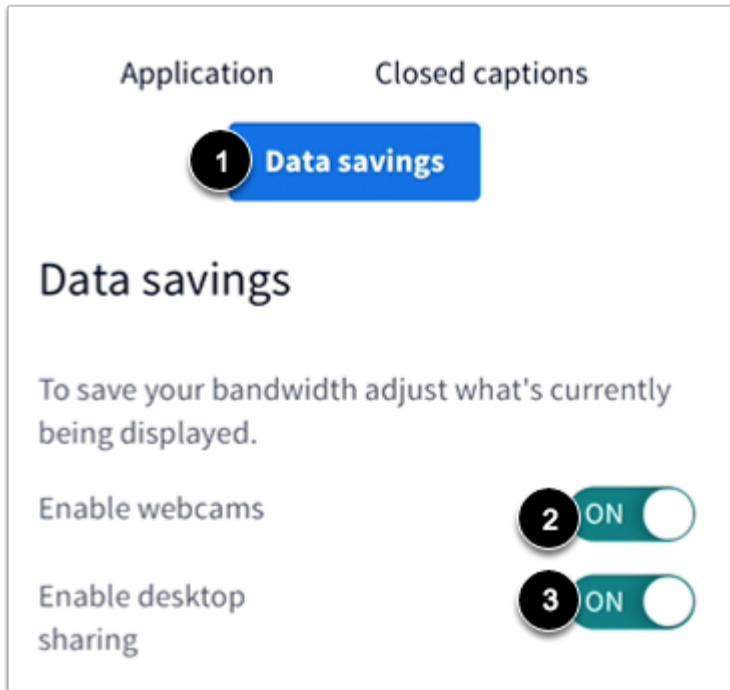 Application Closed captions
1 Data savings
Data savings
To save your bandwidth adjust what's currently
being displayed.
Enable webcams 2 ON
Enable desktop 3 ON
sharing